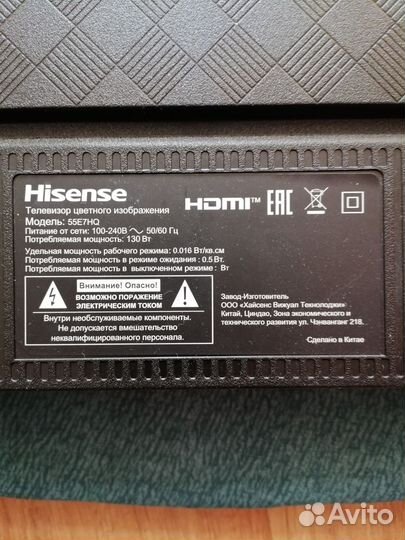 Hisense
HDMI™ EAC
Телевизор цветного изображения
Модель: 55E7HQ
Питание от сети: 100-240В 50/60 Гц
Потребляемая мощность: 130 Вт
Удельная мощность рабочего режима: 0.016 Вт/кв.см
Потребляемая мощность в режиме ожидания : 0.5 Вт.
Потребляемая мощность в выключенном режиме : Вт
Внимание! Опасно!
ВОЗМОЖНО ПОРАЖЕНИЕ
ЭЛЕКТРИЧЕСКИМ ТОКОМ
Внутри необслуживаемые компоненты.
Не допускается вмешательство
неквалифицированного персонала.
Завод-Изготовитель
ООО «Хайсенс Вижуал Текнолоджи»
Китай, Циндао, Зона экономического и
технического развития ул. Чэнванганг 218.
Сделано в Китае
Avito